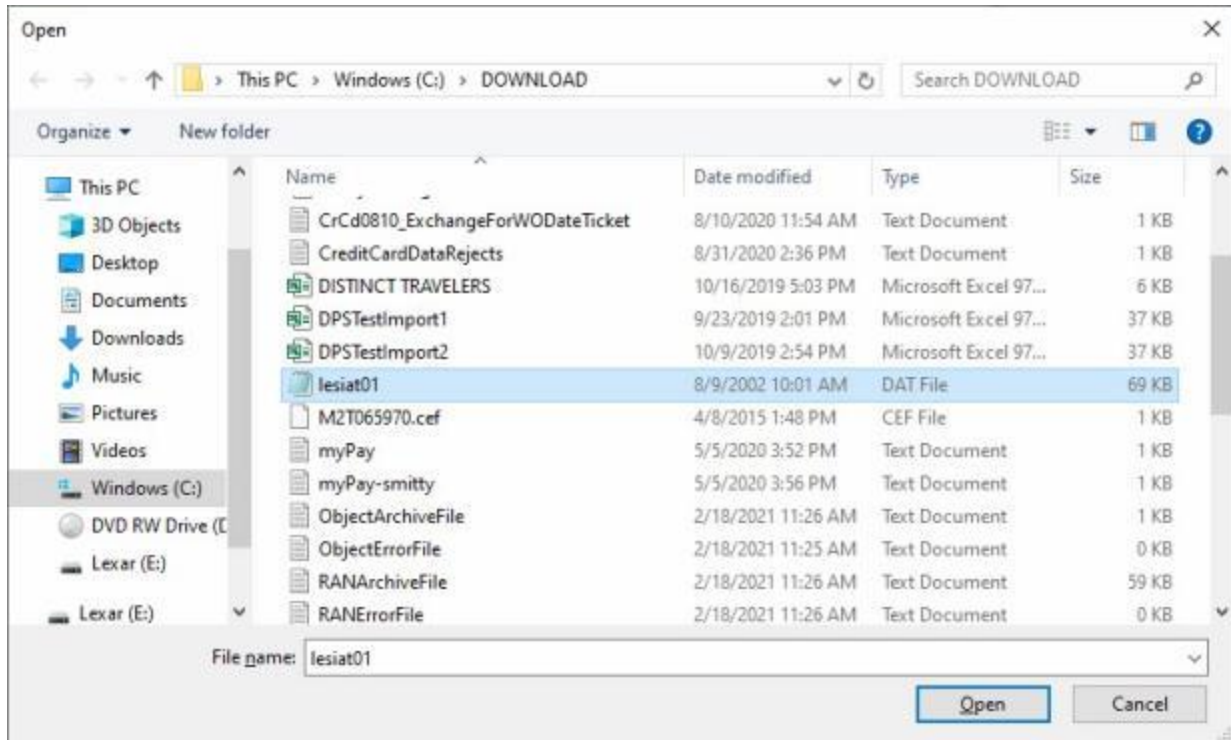 Open
This PC > Windows (C:) > DOWNLOAD Search DOWNLOAD
Organize New folder
Name Date modified Type Size
CrCd0810_ExchangeForWODateTicket 8/10/2020 11:54 AM Text Document 1 KB
CreditCardDataRejects 8/31/2020 2:36 PM Text Document 1 KB
DISTINCT TRAVELERS 10/16/2019 5:03 PM Microsoft Excel 97... 6 KB
DPSTestImport1 9/23/2019 2:01 PM Microsoft Excel 97... 37 KB
DPSTestImport2 10/9/2019 2:54 PM Microsoft Excel 97... 37 KB
lesiat01 8/9/2002 10:01 AM DAT File 69 KB
M2T065970.cef 4/8/2015 1:48 PM CEF File 1 KB
myPay 5/5/2020 3:52 PM Text Document 1 KB
myPay-smitty 5/5/2020 3:56 PM Text Document 1 KB
ObjectArchiveFile 2/18/2021 11:26 AM Text Document 1 KB
ObjectErrorFile 2/18/2021 11:25 AM Text Document 0 KB
RANArchiveFile 2/18/2021 11:26 AM Text Document 59 KB
RANErrorFile 2/18/2021 11:26 AM Text Document 0 KB
This PC
3D Objects
Desktop
Documents
Downloads
Music
Pictures
Videos
Windows (C:)
DVD RW Drive (D
Lexar (E:)
Lexar (E:)
File name: lesiat01
Open Cancel